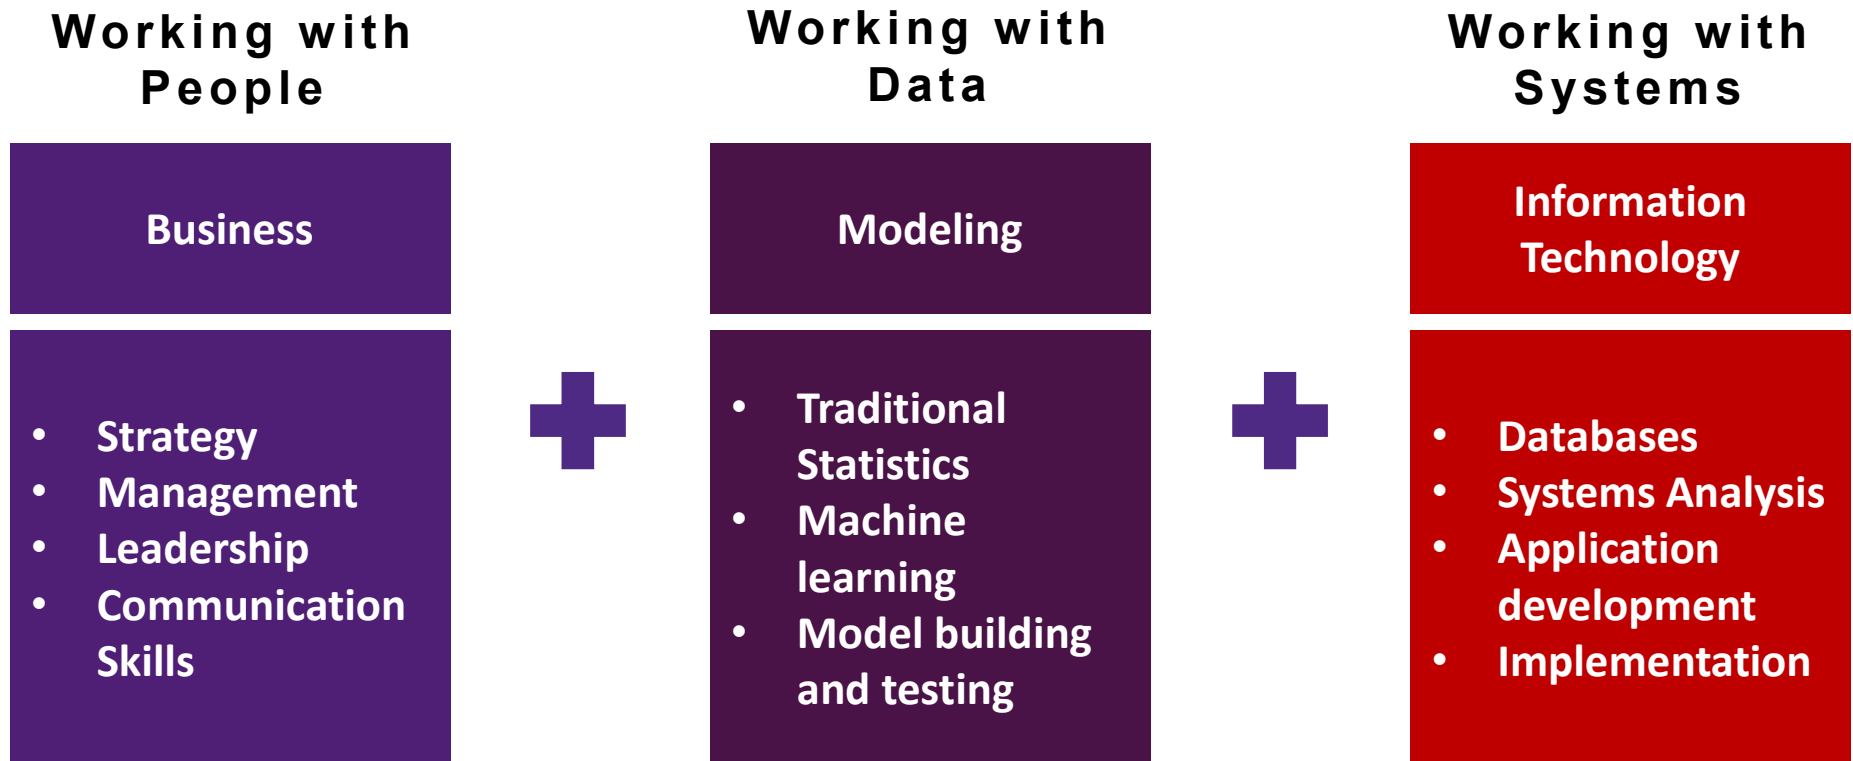 Working with
People
Business
• Strategy
• Management
• Leadership
• Communication
Skills
Working with
Data
Modeling
• Traditional
Statistics
• Machine
learning
• Model building
and testing
Working with
Systems
Information
Technology
• Databases
• Systems Analysis
• Application
development
• Implementation